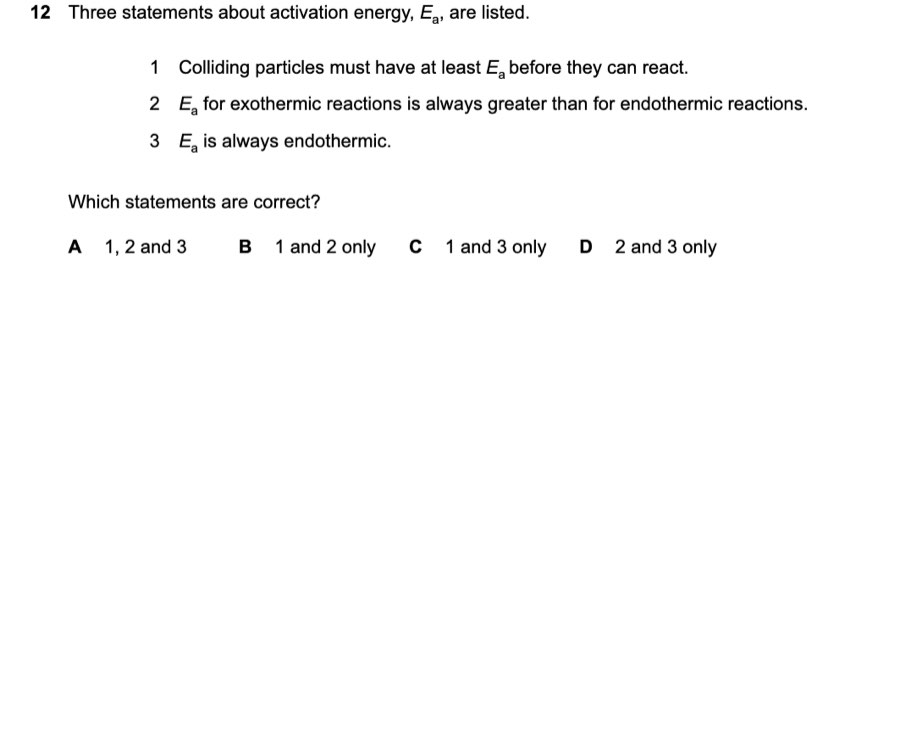 12 Three statements about activation energy, Ea, are listed.
1 Colliding particles must have at least Ea before they can react.
2 Ea for exothermic reactions is always greater than for endothermic reactions.
3 Ea is always endothermic.
Which statements are correct?
A 1, 2 and 3 B 1 and 2 only C 1 and 3 only D 2 and 3 only